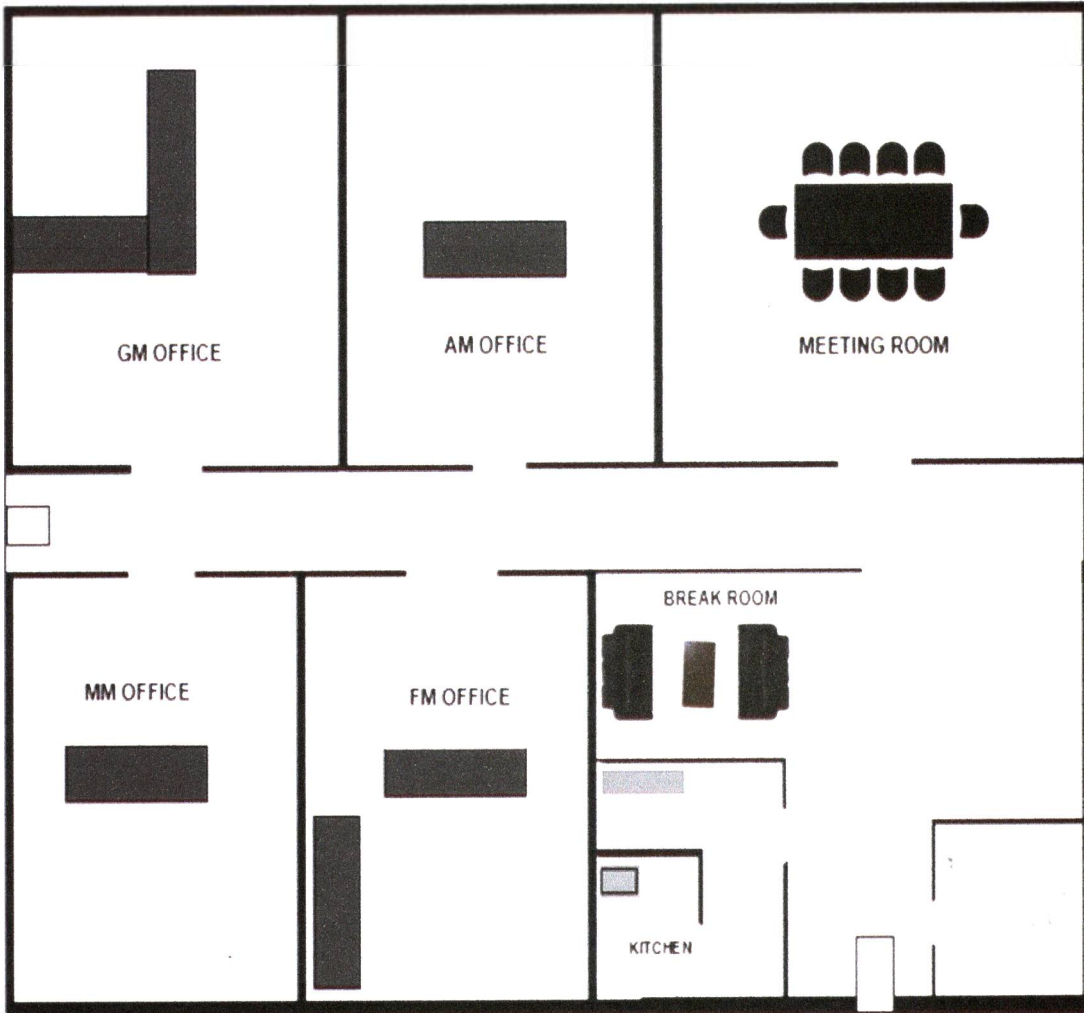 GM OFFICE
AM OFFICE
MEETING ROOM
BREAK ROOM
MM OFFICE
FM OFFICE
KITCHEN